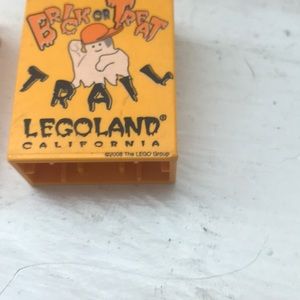 BRICK OR TREAT
TRAIL
LEGOLAND®
CALIFORNIA
©2008 The LEGO Group